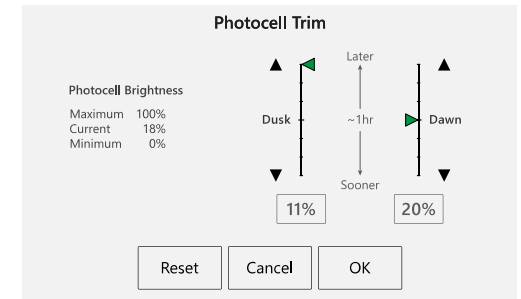 Photocell Trim
Later
Photocell Brightness
Maximum 100%
Current 18%
Minimum 0%
Dusk
~1hr
Dawn
Sooner
11%
20%
Reset
Cancel
OK